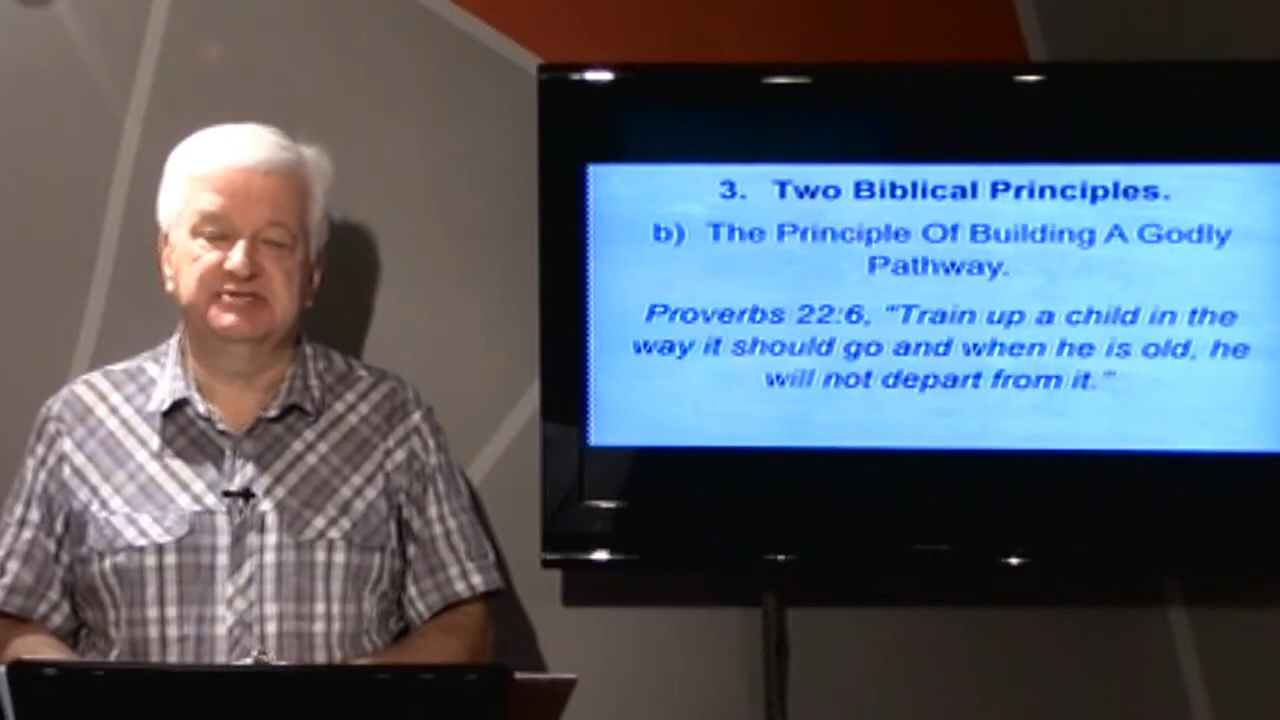 3. Two Biblical Principles.
b) The Principle Of Building A Godly
Pathway.
Proverbs 22:6, "Train up a child in the
way it should go and when he is old, he
will not depart from it."